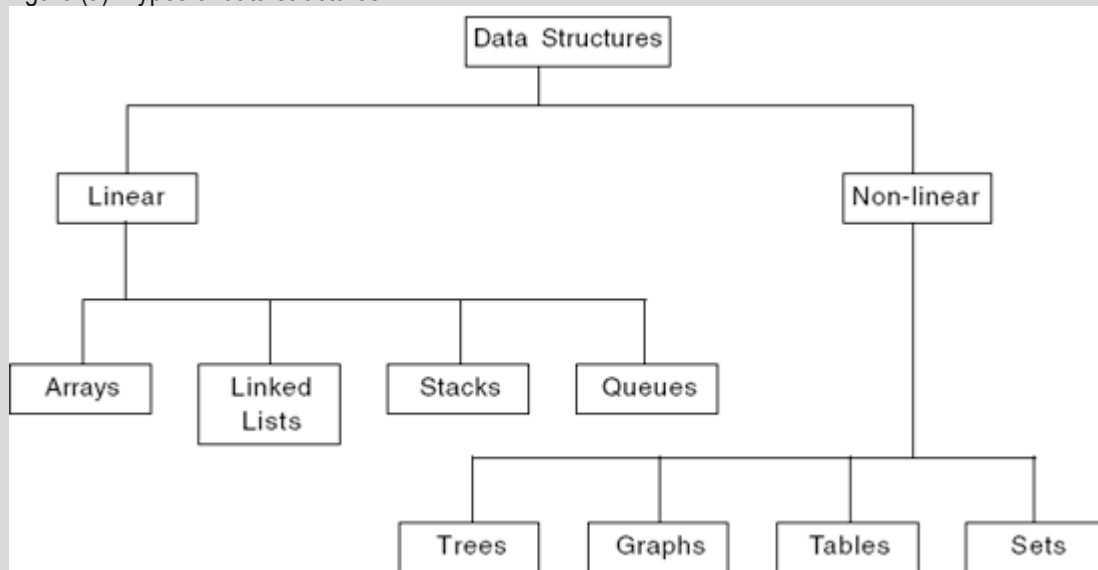 Data Structures
Linear
Non-linear
Arrays
Linked
Lists
Stacks
Queues
Trees
Graphs
Tables
Sets